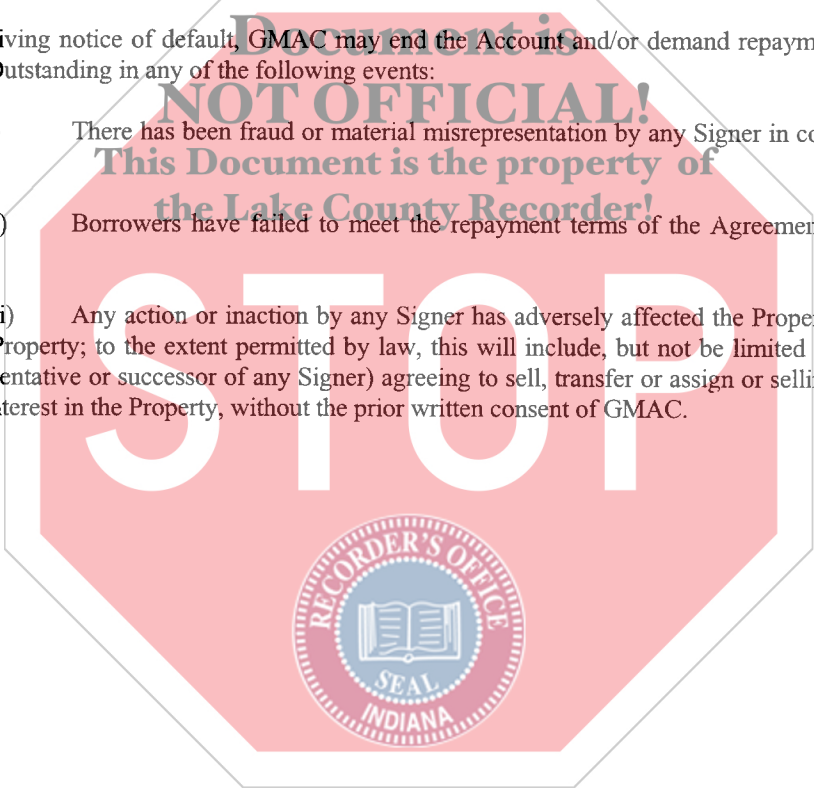 Document is
iving notice of default, GMAC may end the Account and/or demand repaym
utstanding in any of the following events:
NOT OFFICIAL!
There has been fraud or material misrepresentation by any Signer in co
This Document is the property of
the Lake County Recorder!
) Borrowers have failed to meet the repayment terms of the Agreemen
STOP
i) Any action or inaction by any Signer has adversely affected the Prope
Property; to the extent permitted by law, this will include, but not be limited
entative or successor of any Signer) agreeing to sell, transfer or assign or selli
terest in the Property, without the prior written consent of GMAC.
RECORDER'S OFFICE
SEAL
INDIANA